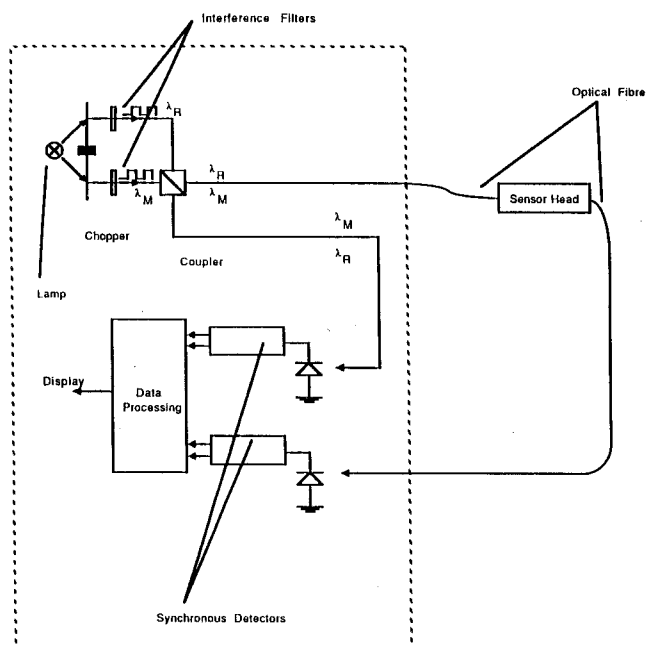 Interference Filters
Optical Fibre
λR
λR
λM
λM
Sensor Head
Chopper
Coupler
λM
λR
Lamp
Display
Data
Processing
Synchronous Detectors